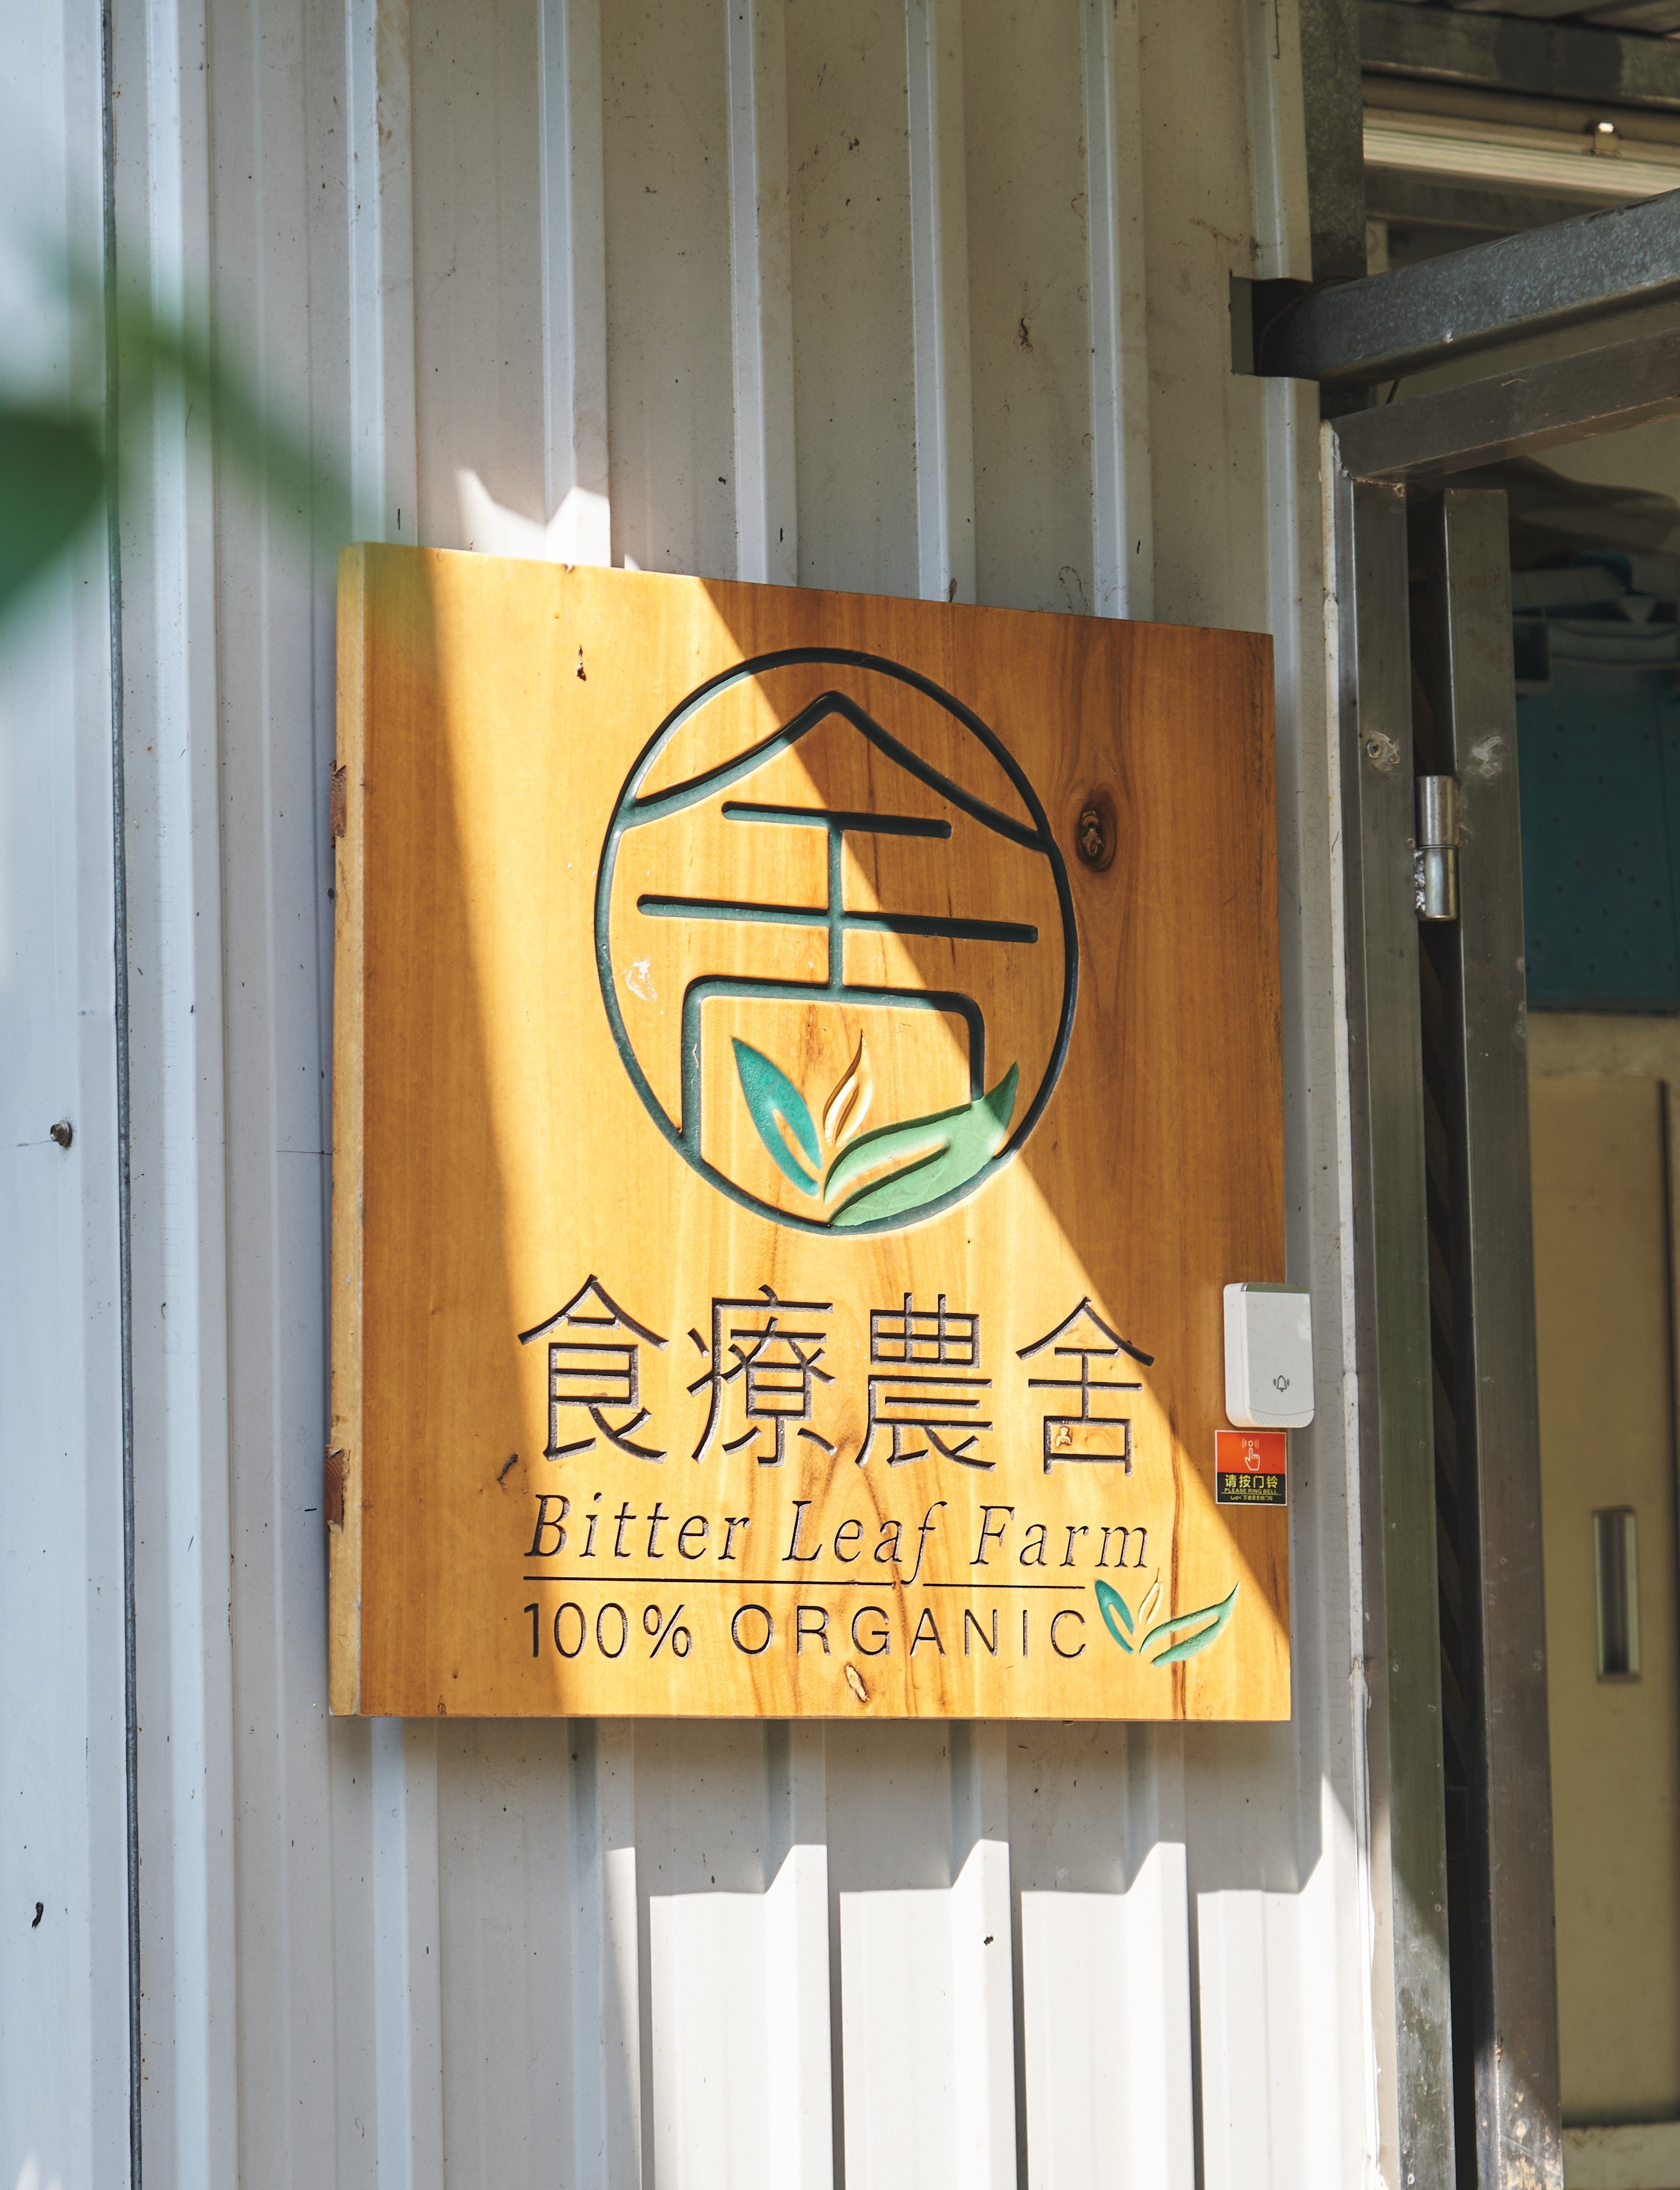 食療農舍
Bitter Leaf Farm
100% ORGANIC
请按门铃
PLEASE RING BELL